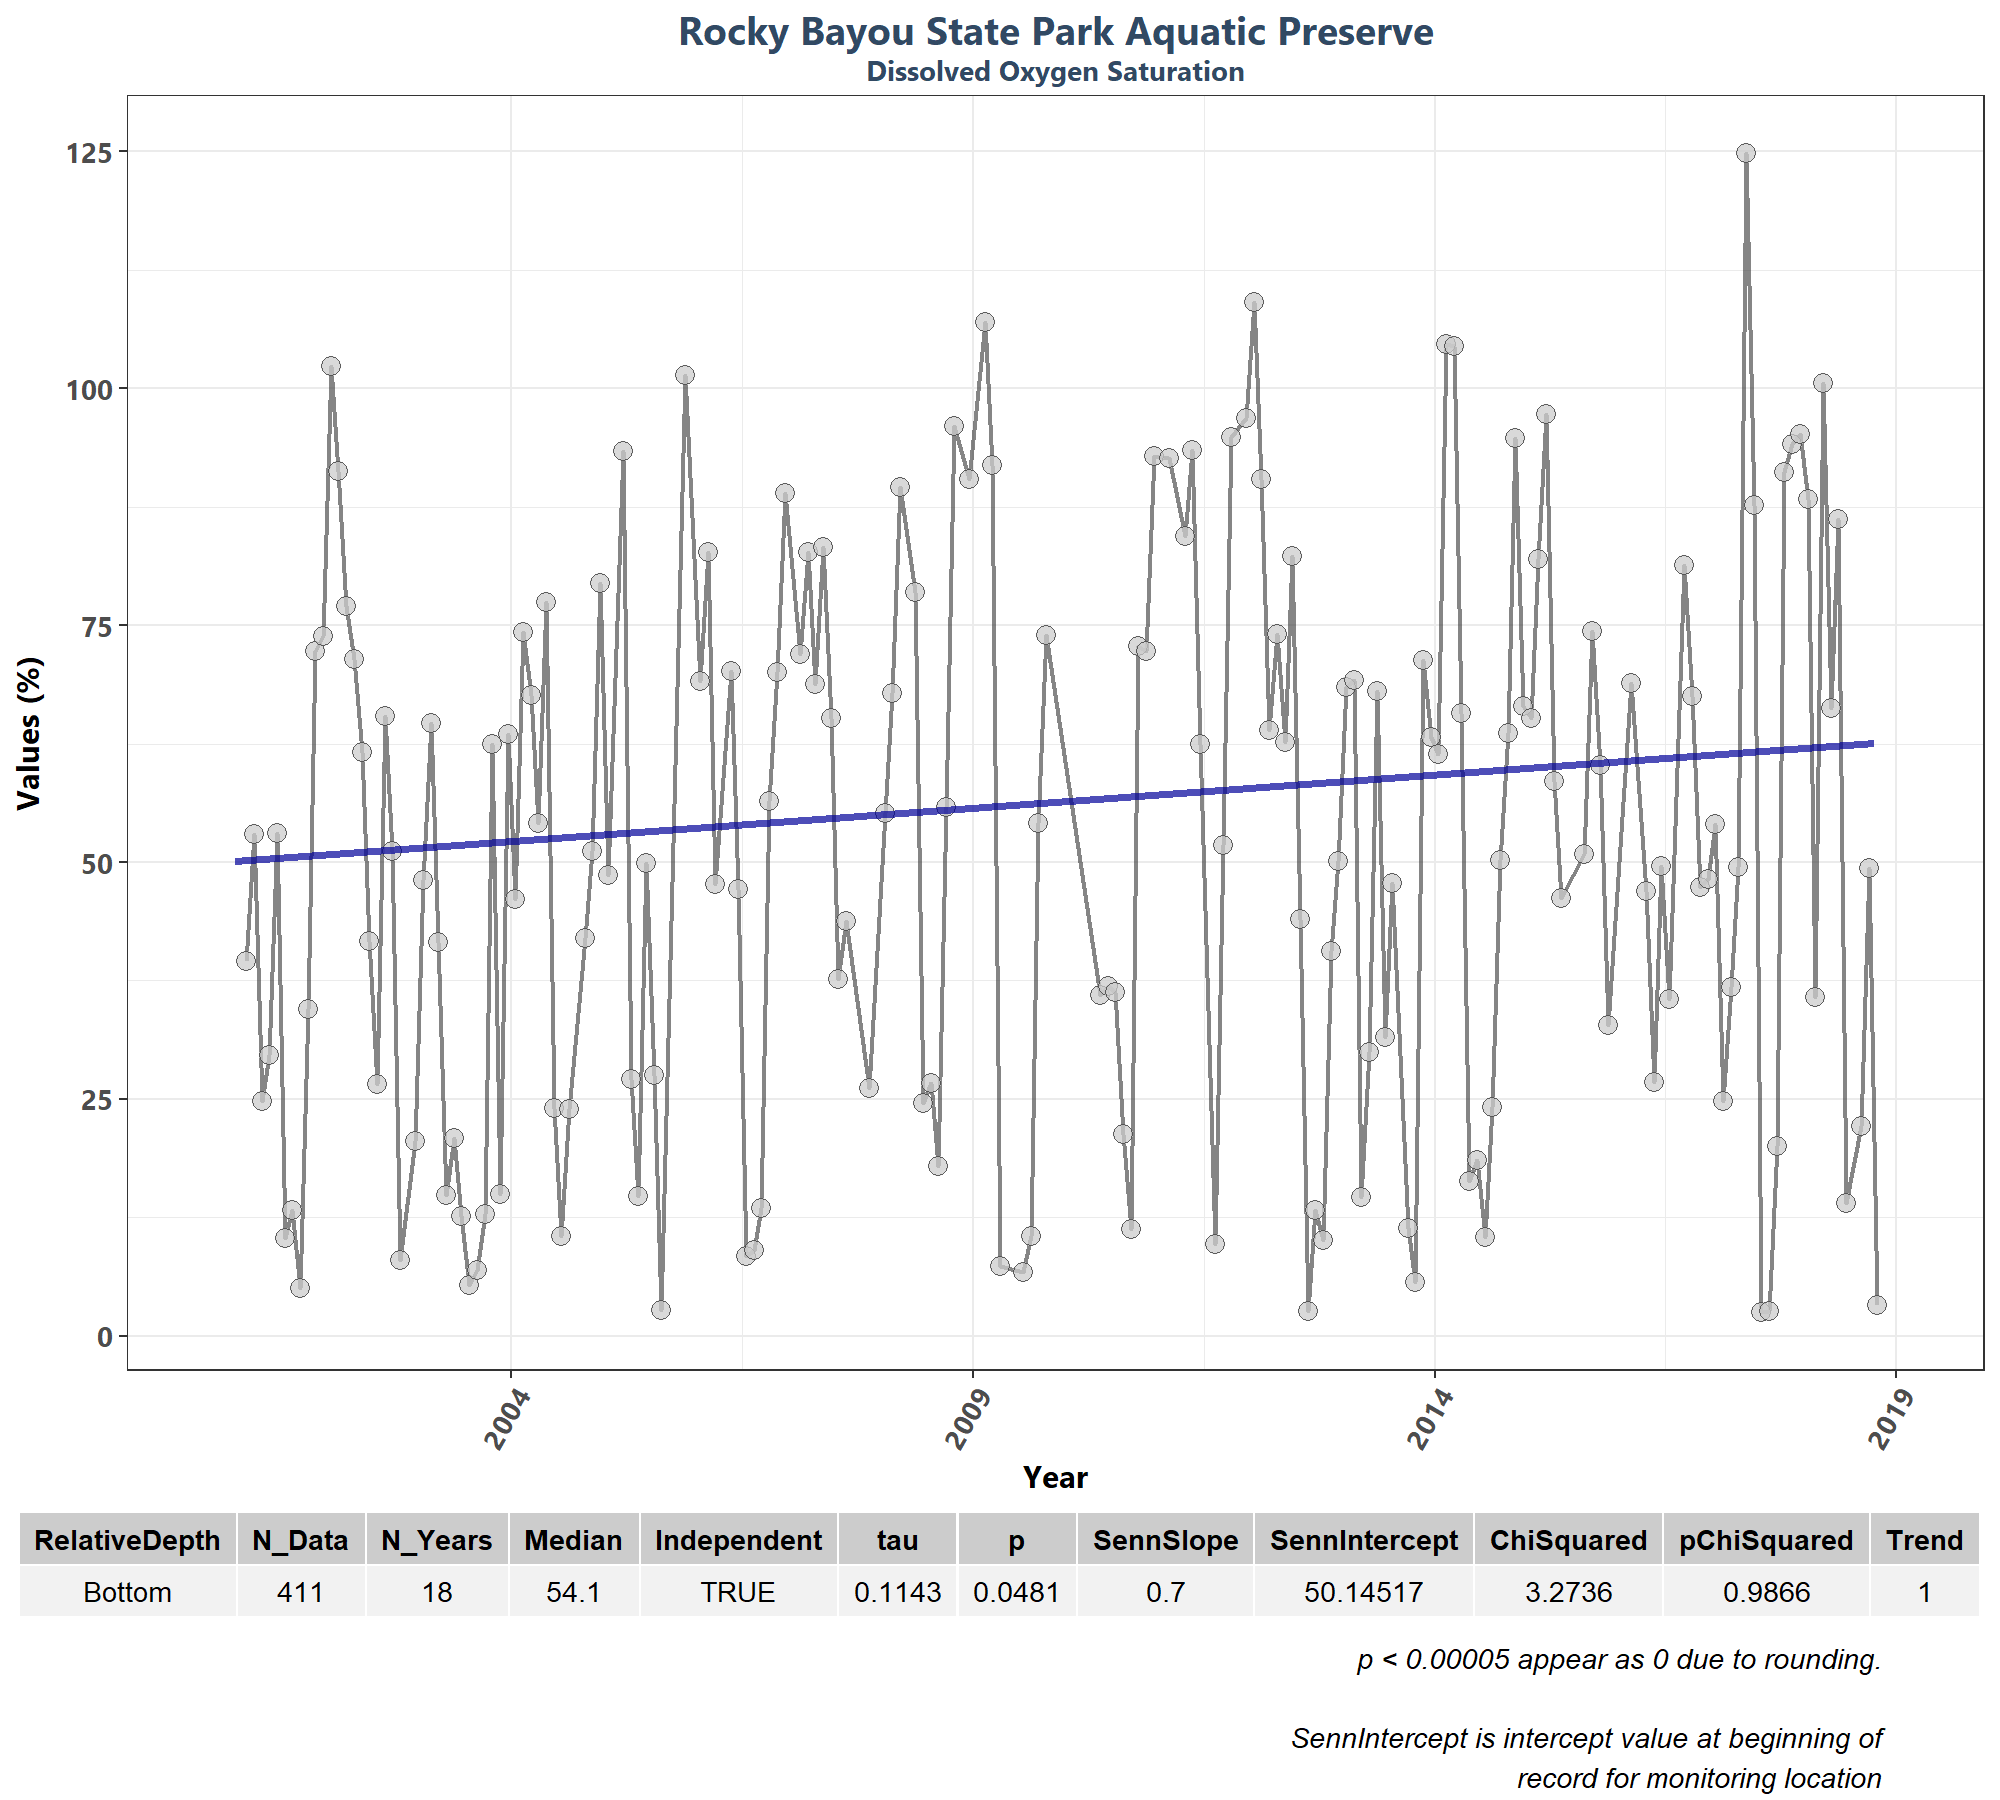 Rocky Bayou State Park Aquatic Preserve
Dissolved Oxygen Saturation
Values (%)
125
100
75
50
25
0
2004 2009 2014 2019
Year
RelativeDepth N_Data N_Years Median Independent tau p SennSlope SennIntercept ChiSquared pChiSquared Trend
Bottom 411 18 54.1 TRUE 0.1143 0.0481 0.7 50.14517 3.2736 0.9866 1
p < 0.00005 appear as 0 due to rounding.
SennIntercept is intercept value at beginning of
record for monitoring location